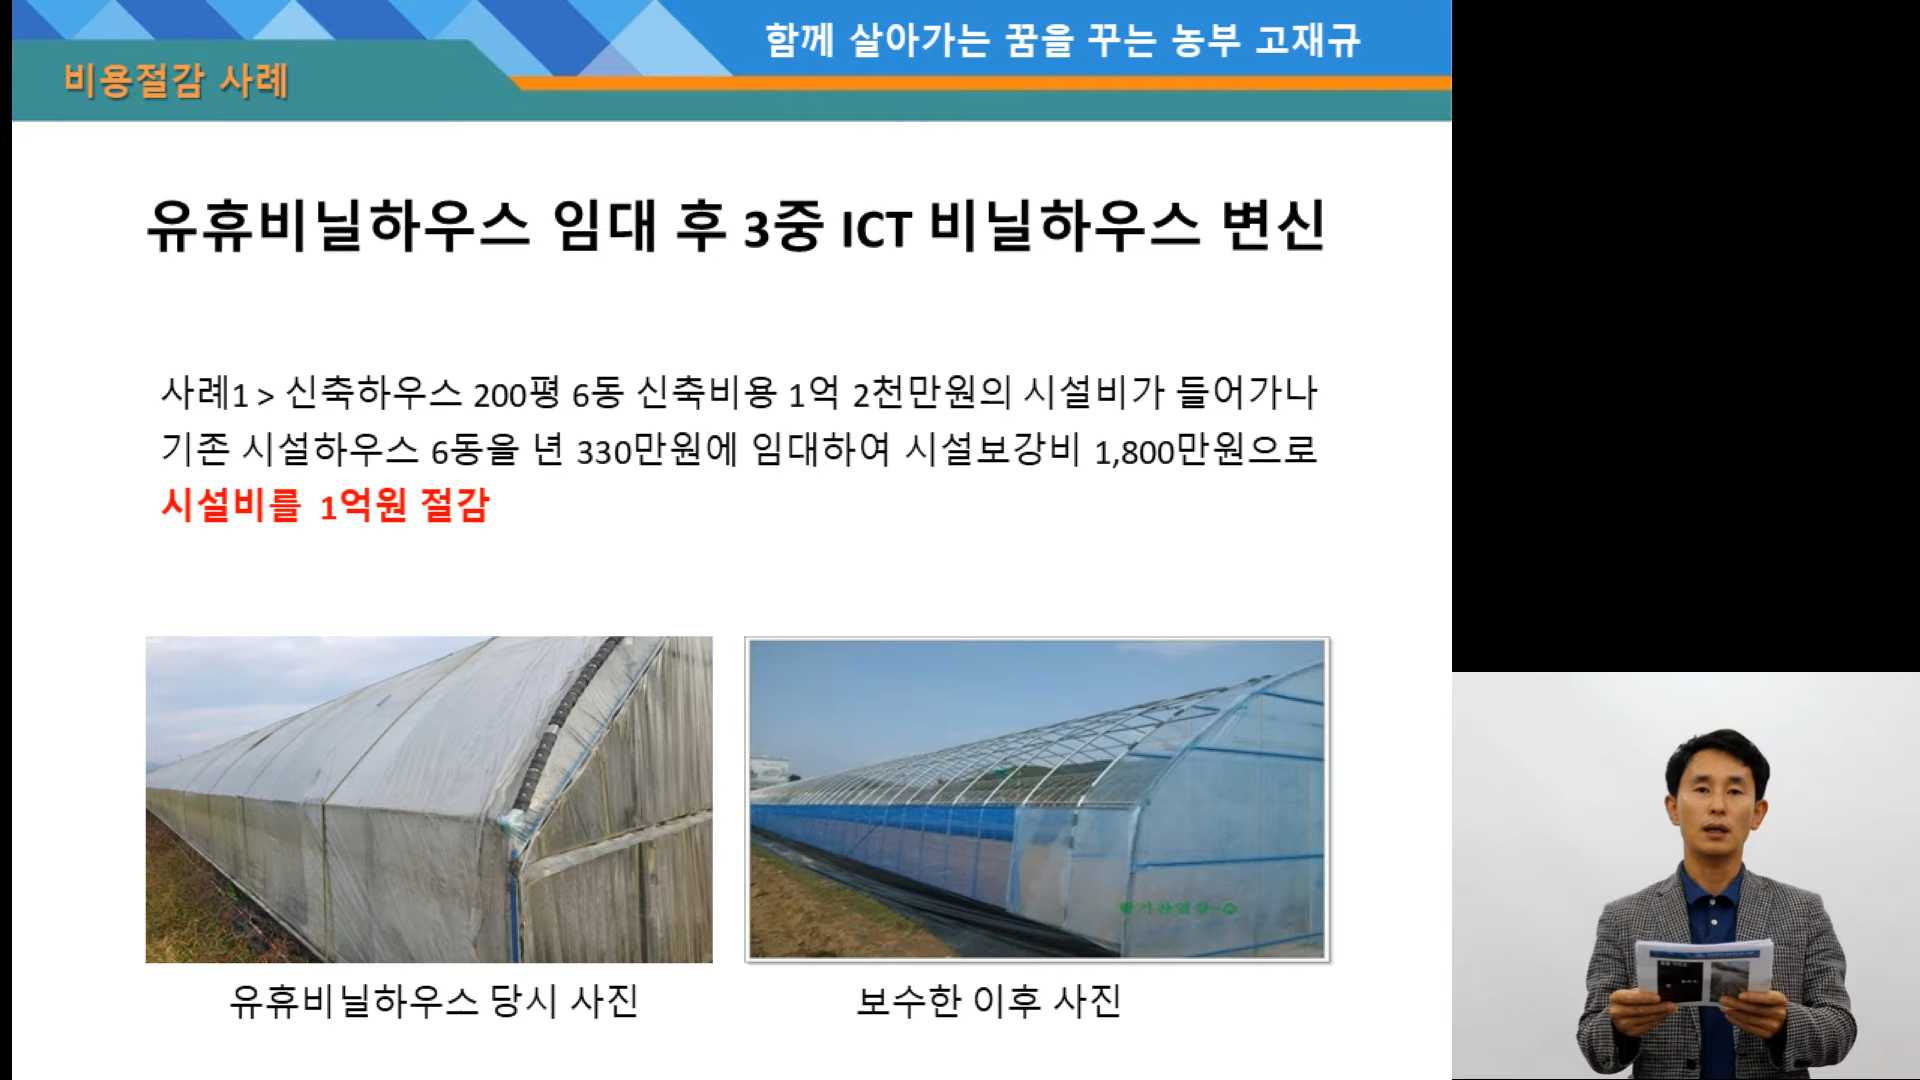 함께 살아가는 꿈을 꾸는 농부 고재규
비용절감 사례
유휴비닐하우스 임대 후 3중 ICT 비닐하우스 변신
사례1 > 신축하우스 200평 6동 신축비용 1억 2천만원의 시설비가 들어가나
기존 시설하우스 6동을 년 330만원에 임대하여 시설보강비 1,800만원으로
시설비를 1억원 절감
유휴비닐하우스 당시 사진
보수한 이후 사진